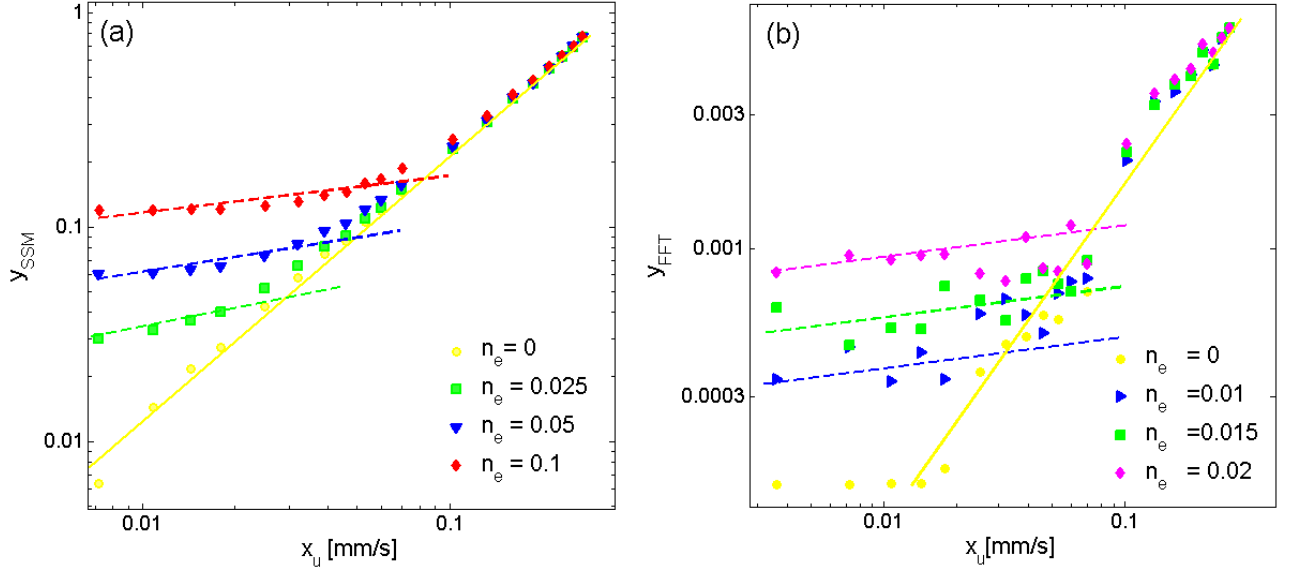 (a)
1
0.1
0.01
y_SSM
0.01
0.1
x_u [mm/s]
n_e = 0
n_e = 0.025
n_e = 0.05
n_e = 0.1
(b)
0.003
0.001
0.0003
y_FFT
0.01
0.1
x_u[mm/s]
n_e = 0
n_e =0.01
n_e =0.015
n_e = 0.02